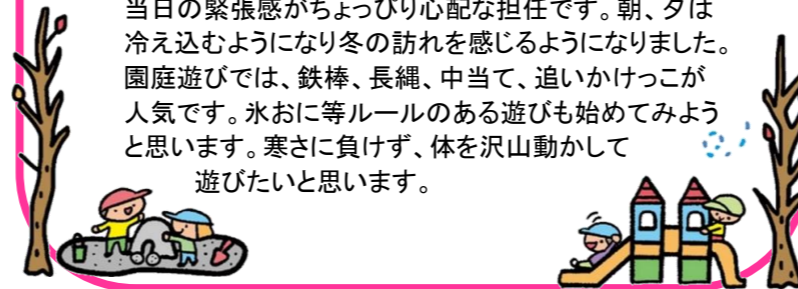 当日の緊張感がちょっぴり心配な担任です。朝、夕は
冷え込むようになり冬の訪れを感じるようになりました。
園庭遊びでは、鉄棒、長縄、中当て、追いかけっこが
人気です。氷おに等ルールのある遊びも始めてみよう
と思います。寒さに負けず、体を沢山動かして
遊びたいと思います。